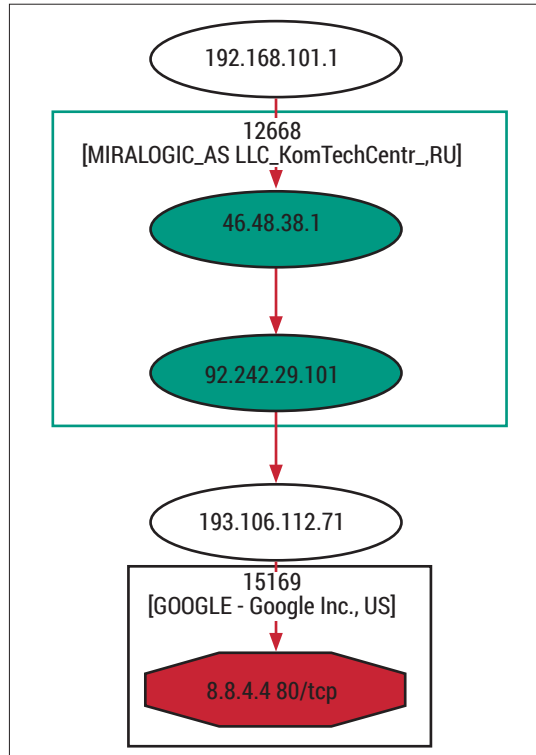 192.168.101.1
12668
[MIRALOGIC_AS LLC_KomTechCentr_,RU]
46.48.38.1
92.242.29.101
193.106.112.71
15169
[GOOGLE - Google Inc., US]
8.8.4.4 80/tcp